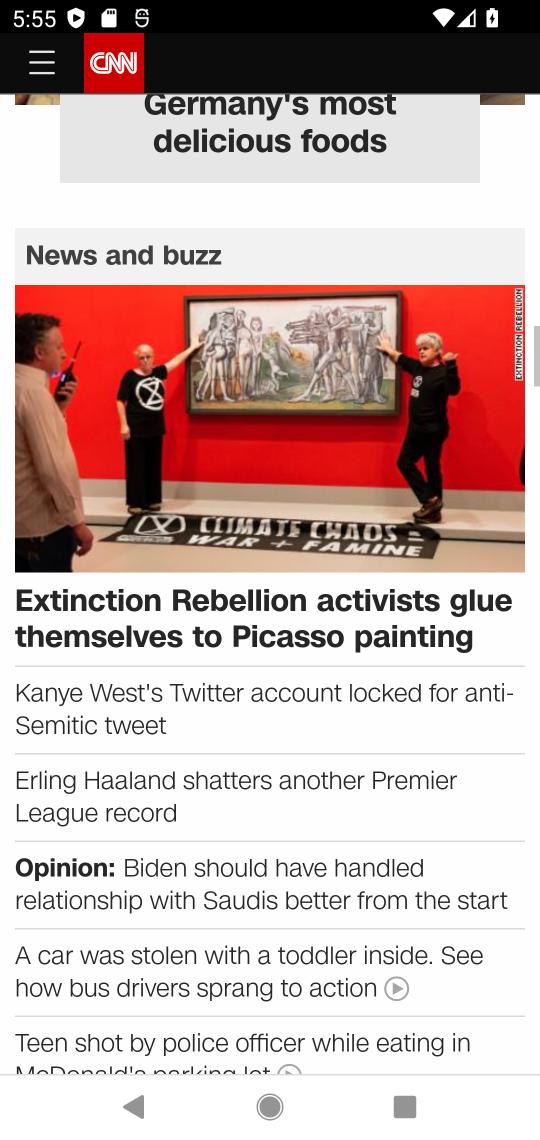 5:55
CNN
Germany's most
delicious foods
News and buzz
EXTINCTION REBELLION
CLIMATE CHAOS =
WAR + FAMINE
Extinction Rebellion activists glue
themselves to Picasso painting
Kanye West's Twitter account locked for anti-
Semitic tweet
Erling Haaland shatters another Premier
League record
Opinion: Biden should have handled
relationship with Saudis better from the start
A car was stolen with a toddler inside. See
how bus drivers sprang to action
Teen shot by police officer while eating in
McDonald's parking lot